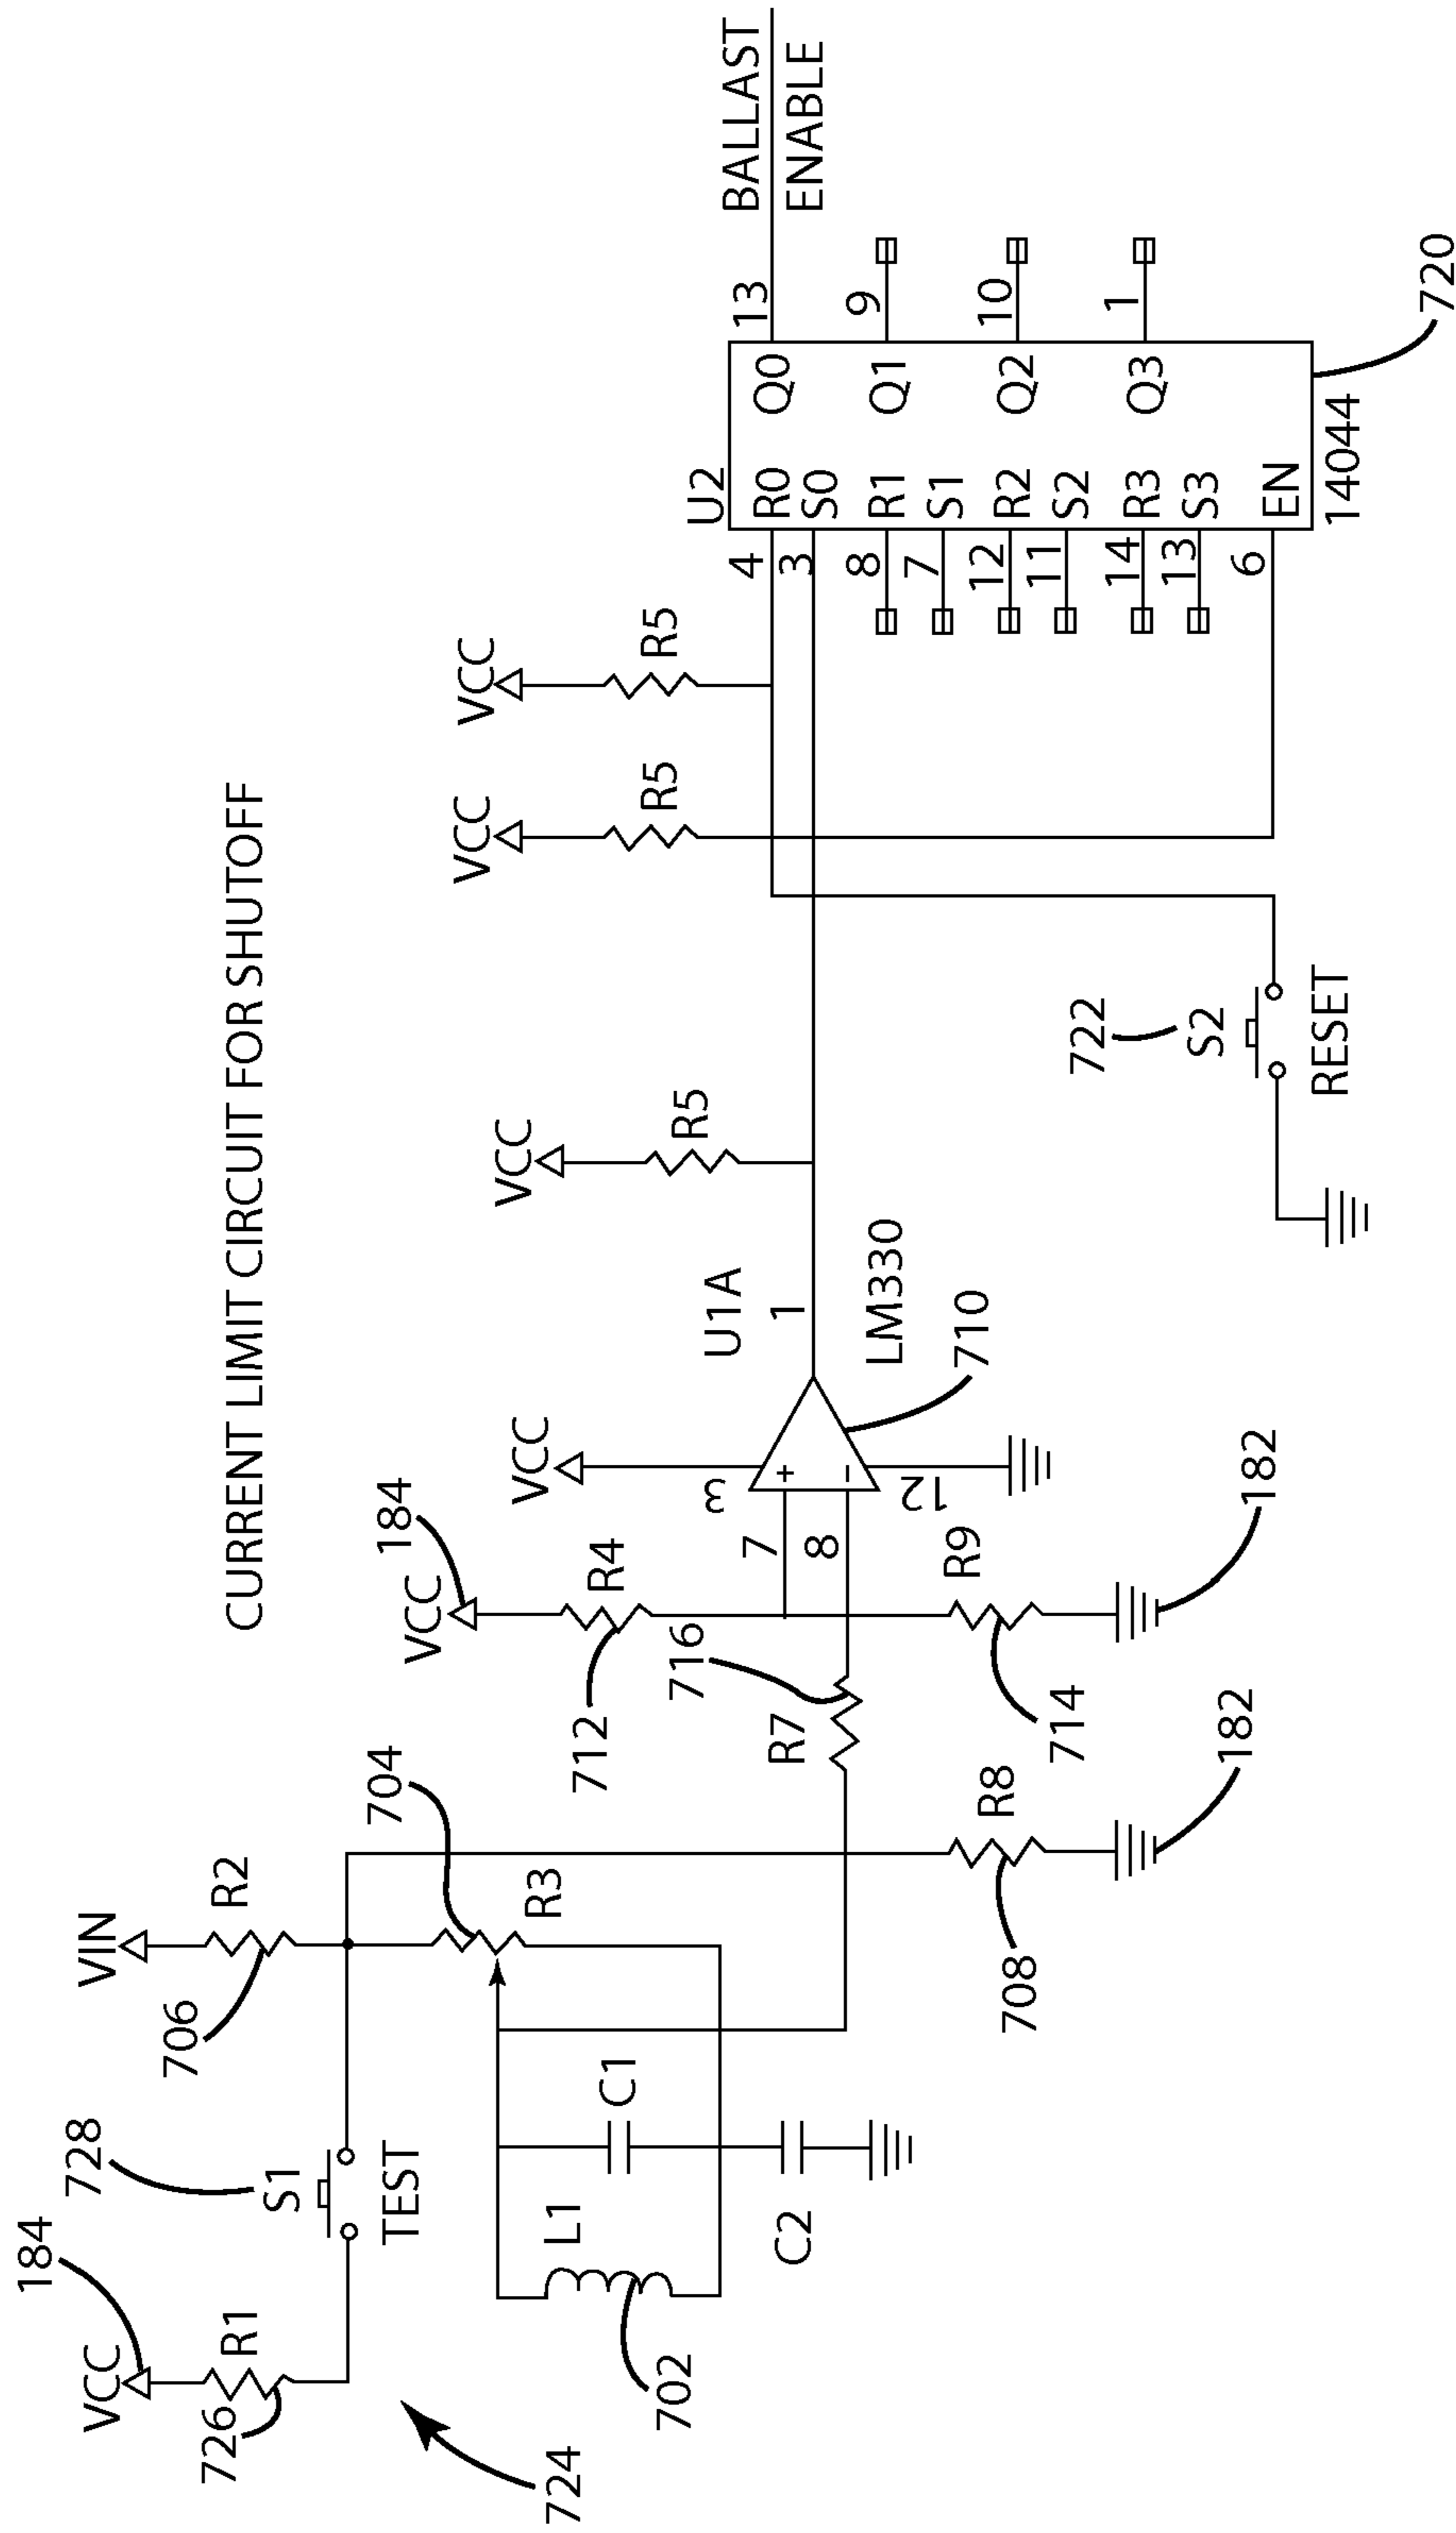 CURRENT LIMIT CIRCUIT FOR SHUTOFF
184
VCC
R1
726
724
728
S1
TEST
VIN
R2
706
704
R3
L1
702
C1
C2
R8
708
182
R7
716
184
VCC
R4
712
R9
714
182
7
8
VCC
3
12
710
U1A
1
LM330
VCC
R5
VCC
R5
VCC
R5
722
S2
RESET
U2
4
3
8
7
12
11
14
13
6
R0
S0
R1
S1
R2
S2
R3
S3
EN
Q0
Q1
Q2
Q3
13
9
10
1
14044
720
BALLAST
ENABLE